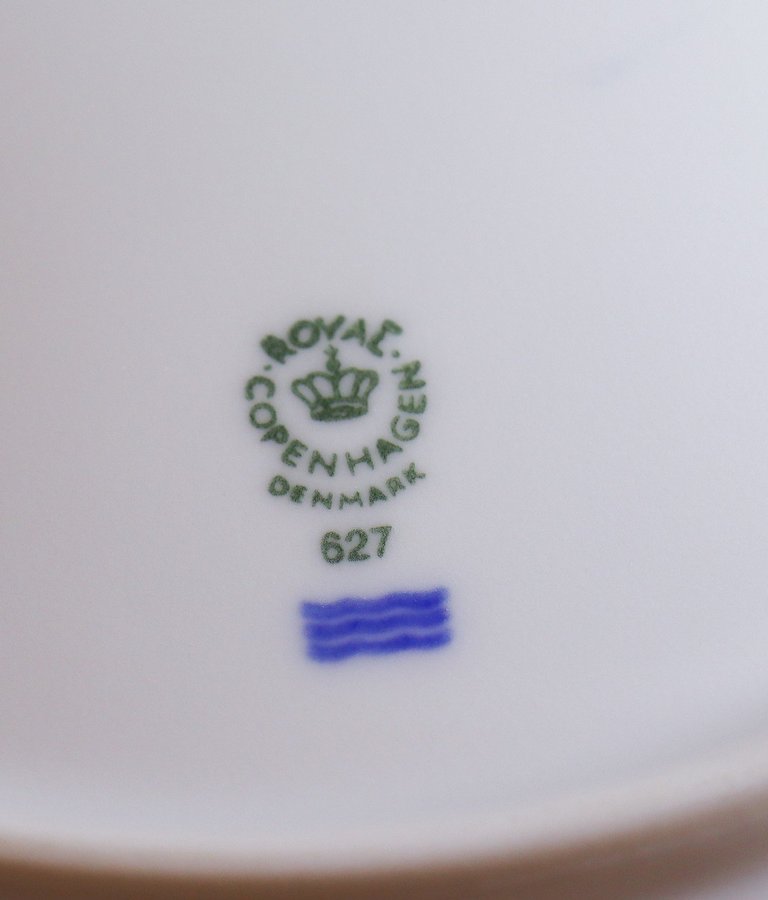 ROYAL
COPENHAGEN
DENMARK
627